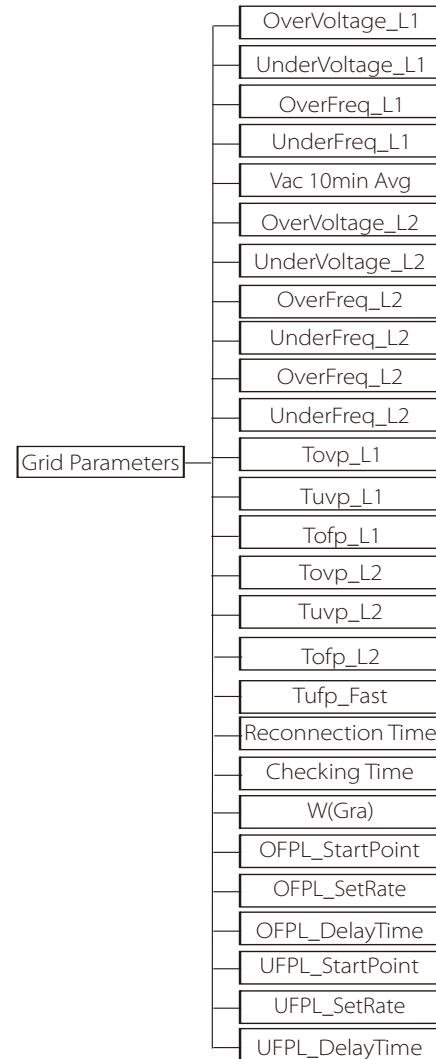 OverVoltage_L1
UnderVoltage_L1
OverFreq_L1
UnderFreq_L1
Vac 10min Avg
OverVoltage_L2
UnderVoltage_L2
OverFreq_L2
UnderFreq_L2
OverFreq_L2
UnderFreq_L2
Grid Parameters
Tovp_L1
Tuvp_L1
Tofp_L1
Tovp_L2
Tuvp_L2
Tofp_L2
Tufp_Fast
Reconnection Time
Checking Time
W(Gra)
OFPL_StartPoint
OFPL_SetRate
OFPL_DelayTime
UFPL_StartPoint
UFPL_SetRate
UFPL_DelayTime